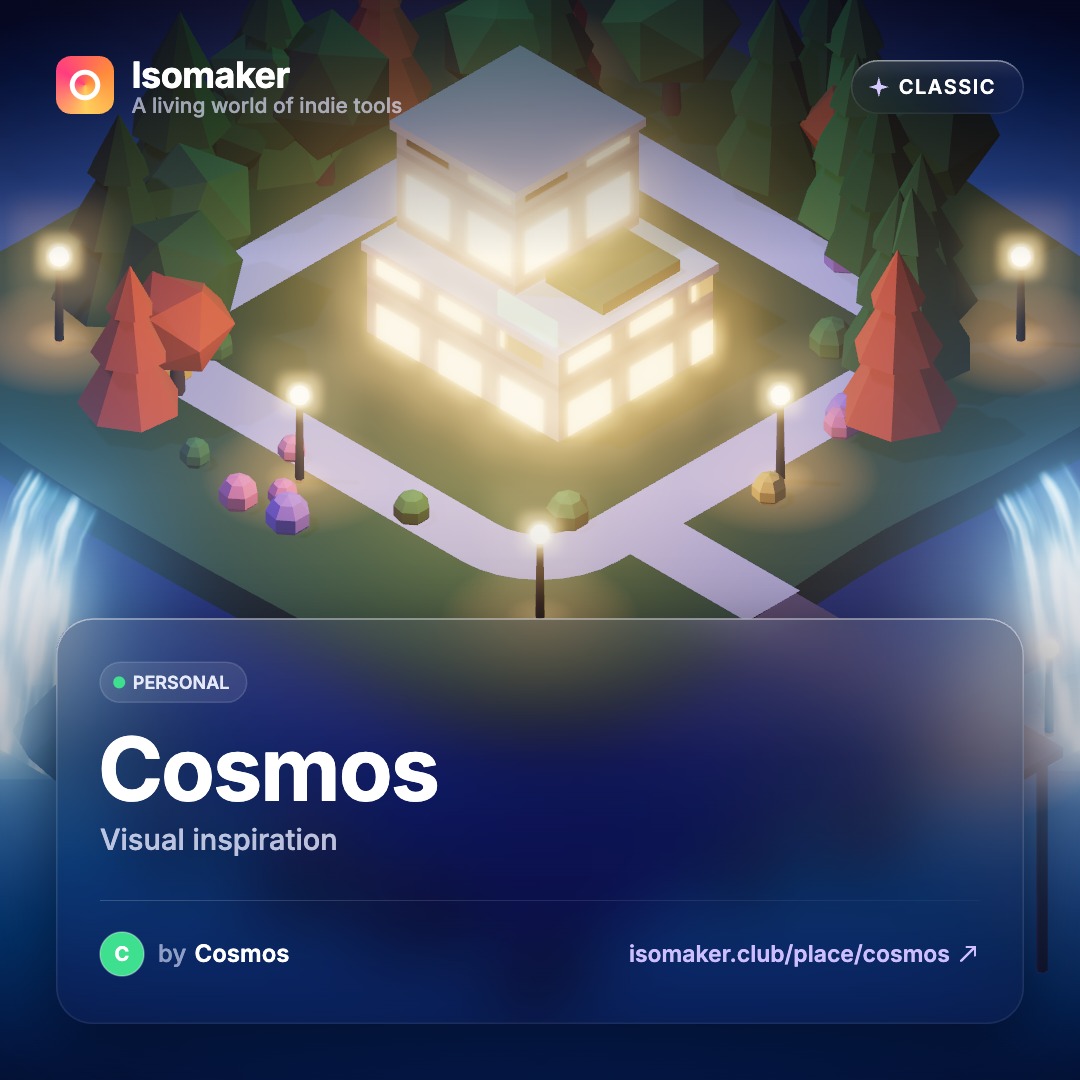 Isomaker
A living world of indie tools
CLASSIC
PERSONAL
Cosmos
Visual inspiration
C
by Cosmos
isomaker.club/place/cosmos ↗